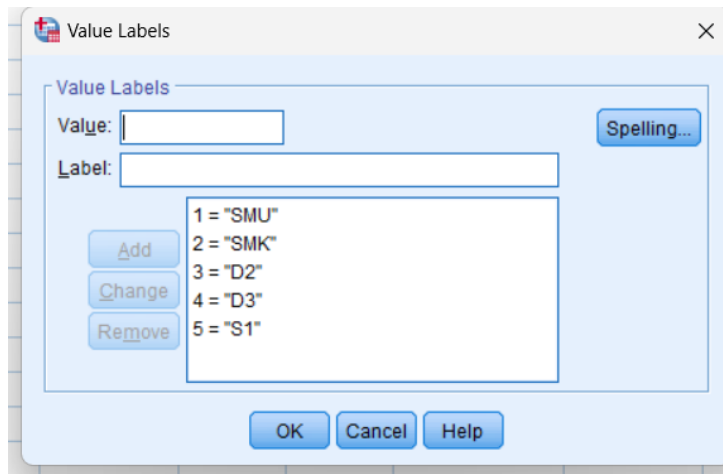 Value Labels
Value Labels
Value:
Spelling...
Label:
1 = "SMU"
Add
2 = "SMK"
3 = "D2"
Change
4 = "D3"
Remove
5 = "S1"
OK Cancel Help